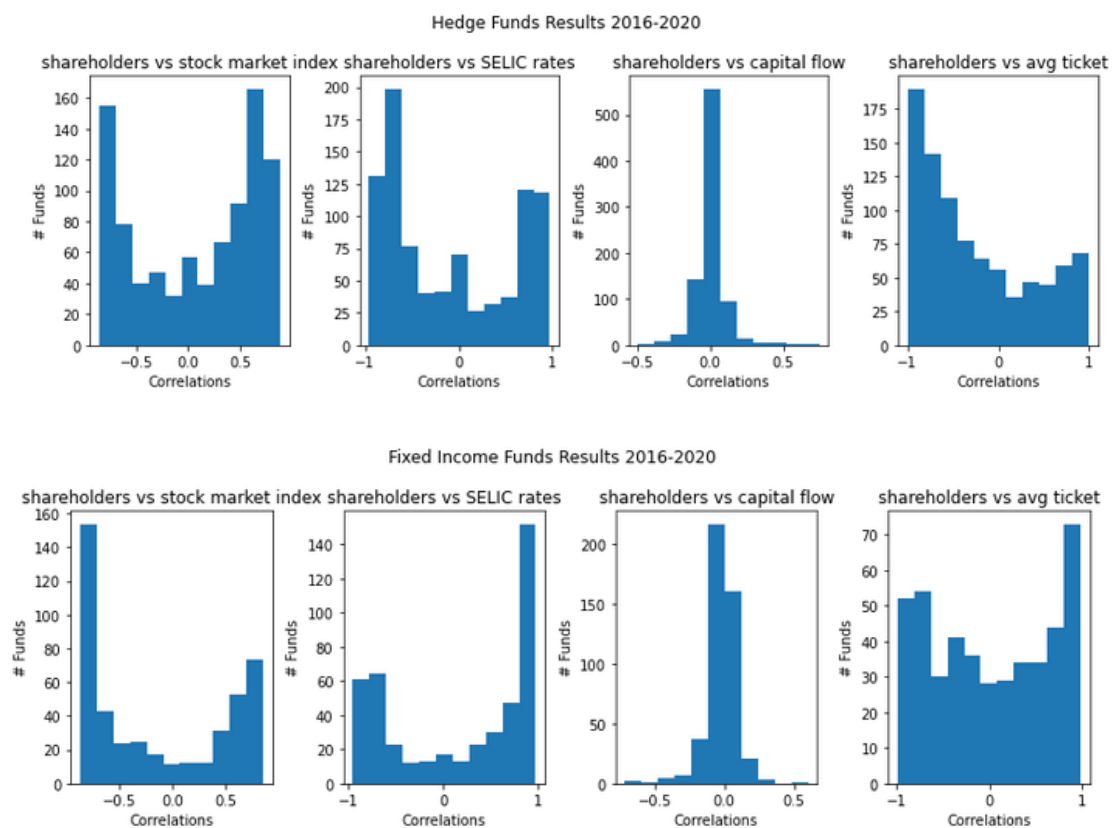 Hedge Funds Results 2016-2020
shareholders vs stock market index shareholders vs SELIC rates shareholders vs capital flow shareholders vs avg ticket
# Funds
160
140
120
100
80
60
40
20
0
−0.5 0.0 0.5
Correlations
# Funds
200
175
150
125
100
75
50
25
0
−1 0 1
Correlations
# Funds
500
400
300
200
100
0
−0.5 0.0 0.5
Correlations
# Funds
175
150
125
100
75
50
25
0
−1 0 1
Correlations
Fixed Income Funds Results 2016-2020
shareholders vs stock market index shareholders vs SELIC rates shareholders vs capital flow shareholders vs avg ticket
# Funds
160
140
120
100
80
60
40
20
0
−0.5 0.0 0.5
Correlations
# Funds
140
120
100
80
60
40
20
0
−1 0 1
Correlations
# Funds
200
150
100
50
0
−0.5 0.0 0.5
Correlations
# Funds
70
60
50
40
30
20
10
0
−1 0 1
Correlations